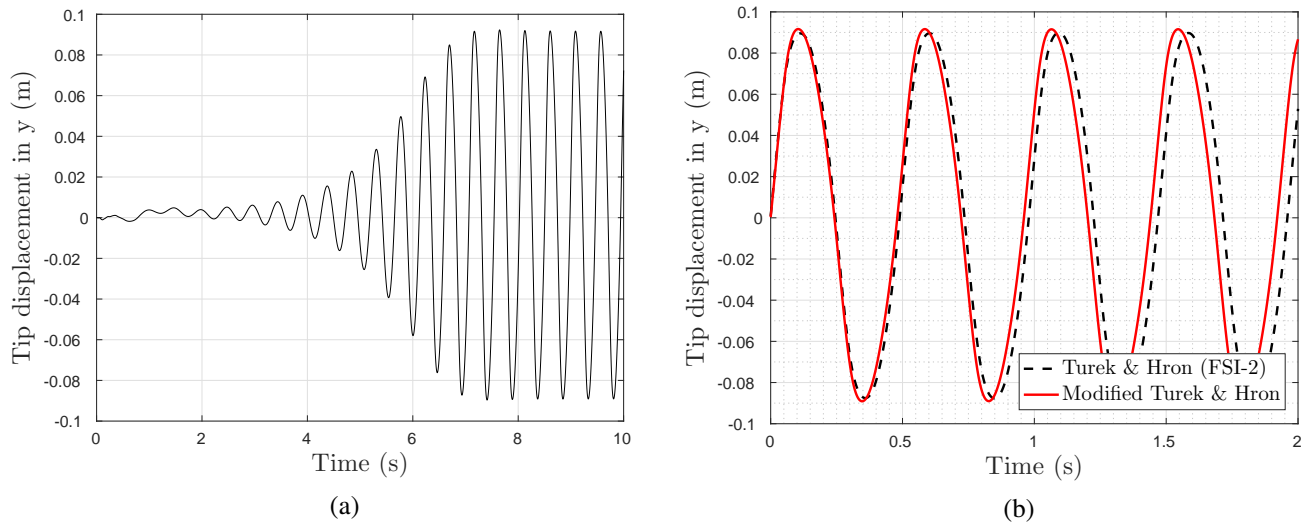 0.1
0.08
0.06
0.04
0.02
0
-0.02
-0.04
-0.06
-0.08
-0.1
Tip displacement in y (m)
0 2 4 6 8 10
Time (s)
(a)
0.1
0.08
0.06
0.04
0.02
0
-0.02
-0.04
-0.06
-0.08
-0.1
Tip displacement in y (m)
Turek & Hron (FSI-2)
Modified Turek & Hron
0 0.5 1 1.5 2
Time (s)
(b)